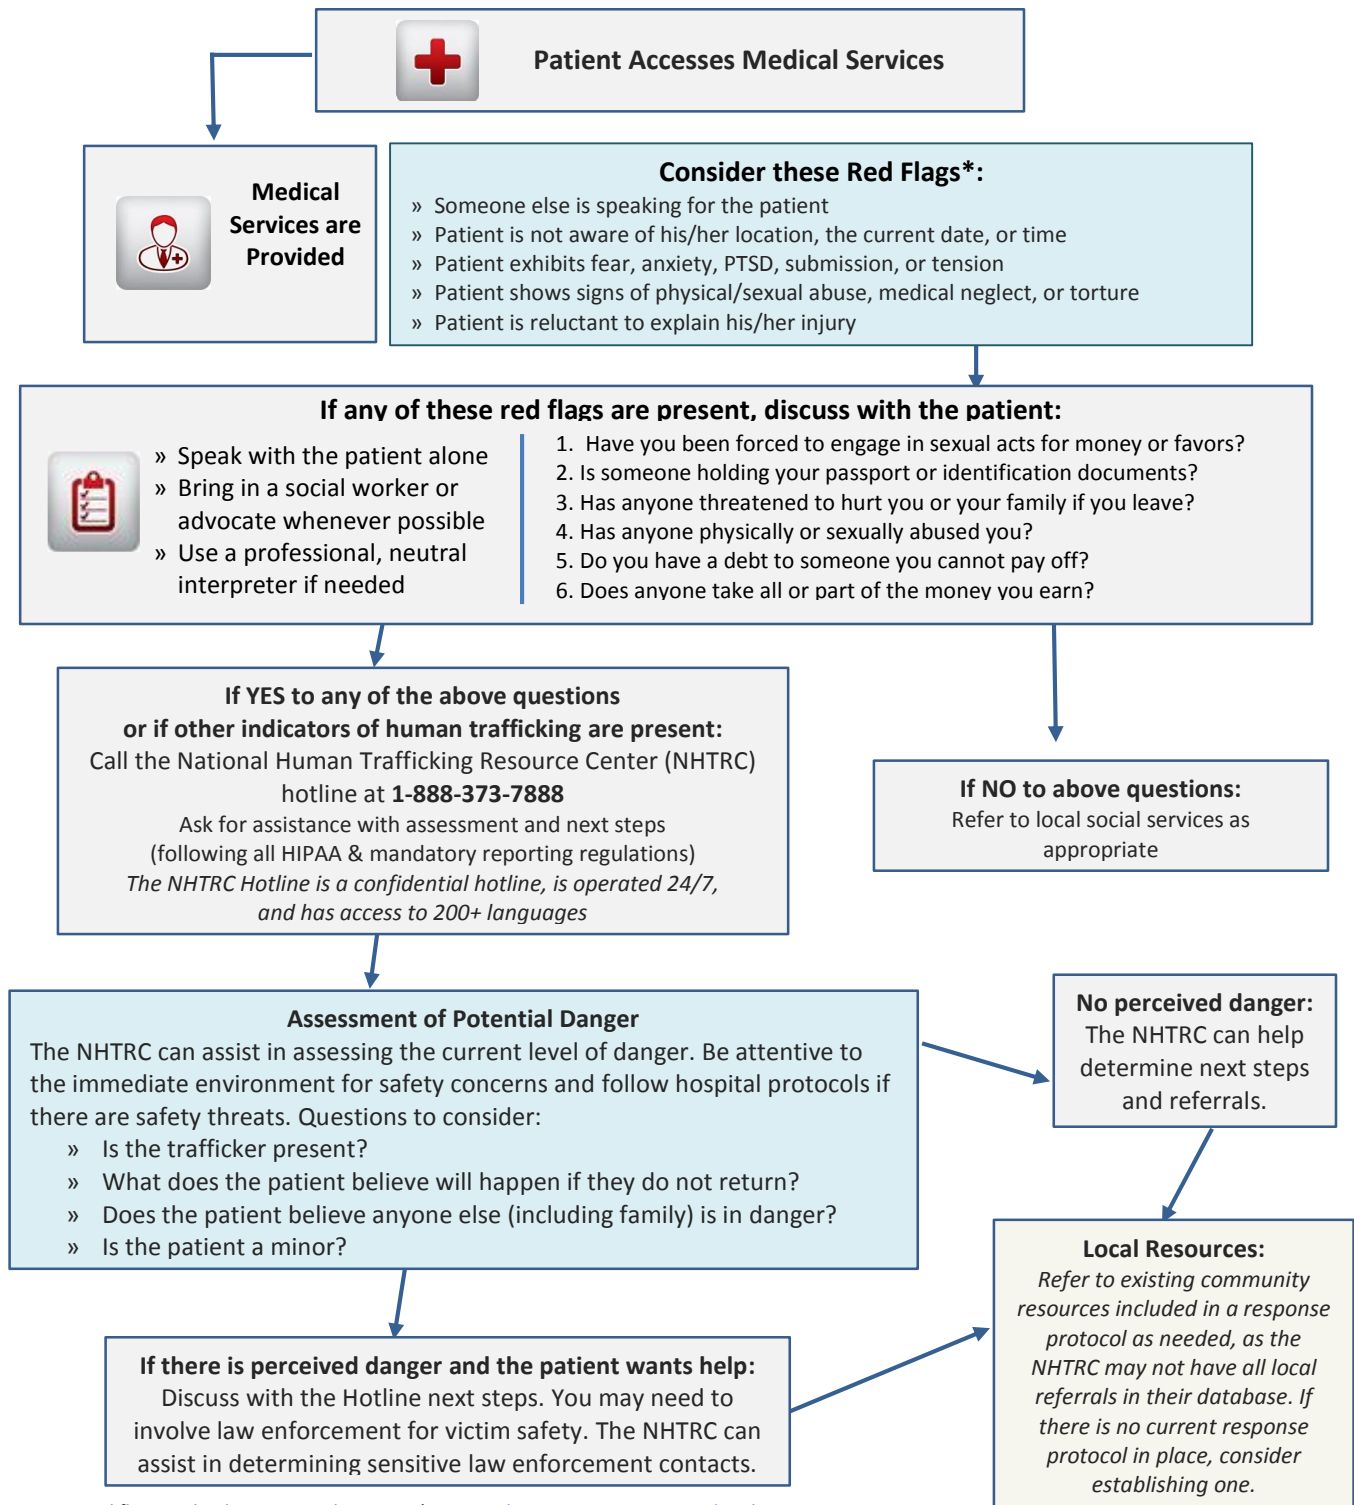 Patient Accesses Medical Services
Medical
Services are
Provided
Consider these Red Flags*:
» Someone else is speaking for the patient
» Patient is not aware of his/her location, the current date, or time
» Patient exhibits fear, anxiety, PTSD, submission, or tension
» Patient shows signs of physical/sexual abuse, medical neglect, or torture
» Patient is reluctant to explain his/her injury
If any of these red flags are present, discuss with the patient:
» Speak with the patient alone
» Bring in a social worker or
advocate whenever possible
» Use a professional, neutral
interpreter if needed
1. Have you been forced to engage in sexual acts for money or favors?
2. Is someone holding your passport or identification documents?
3. Has anyone threatened to hurt you or your family if you leave?
4. Has anyone physically or sexually abused you?
5. Do you have a debt to someone you cannot pay off?
6. Does anyone take all or part of the money you earn?
If YES to any of the above questions
or if other indicators of human trafficking are present:
Call the National Human Trafficking Resource Center (NHTRC)
hotline at 1-888-373-7888
Ask for assistance with assessment and next steps
(following all HIPAA & mandatory reporting regulations)
The NHTRC Hotline is a confidential hotline, is operated 24/7,
and has access to 200+ languages
If NO to above questions:
Refer to local social services as
appropriate
Assessment of Potential Danger
The NHTRC can assist in assessing the current level of danger. Be attentive to
the immediate environment for safety concerns and follow hospital protocols if
there are safety threats. Questions to consider:
» Is the trafficker present?
» What does the patient believe will happen if they do not return?
» Does the patient believe anyone else (including family) is in danger?
» Is the patient a minor?
No perceived danger:
The NHTRC can help
determine next steps
and referrals.
If there is perceived danger and the patient wants help:
Discuss with the Hotline next steps. You may need to
involve law enforcement for victim safety. The NHTRC can
assist in determining sensitive law enforcement contacts.
Local Resources:
Refer to existing community
resources included in a response
protocol as needed, as the
NHTRC may not have all local
referrals in their database. If
there is no current response
protocol in place, consider
establishing one.